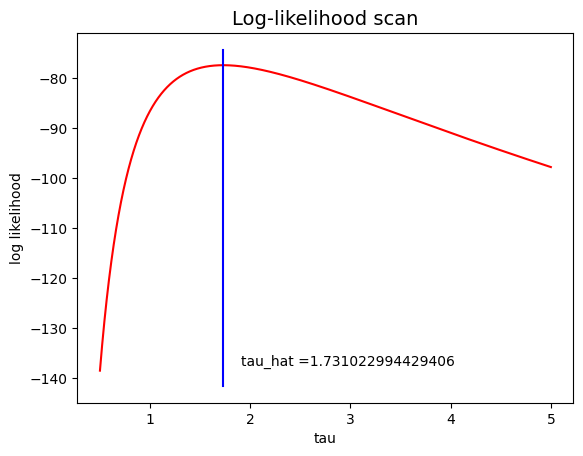 Log-likelihood scan
−80
−90
−100
−110
−120
−130
−140
log likelihood
tau_hat =1.731022994429406
1 2 3 4 5
tau